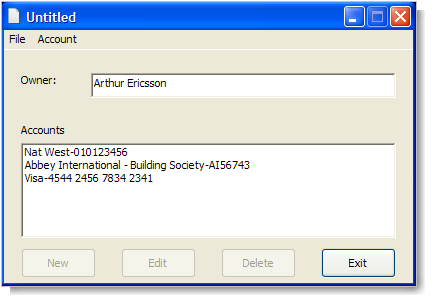 Untitled
File Account
Owner: Arthur Ericsson
Accounts
Nat West-010123456
Abbey International - Building Society-AI56743
Visa-4544 2456 7834 2341
New Edit Delete Exit